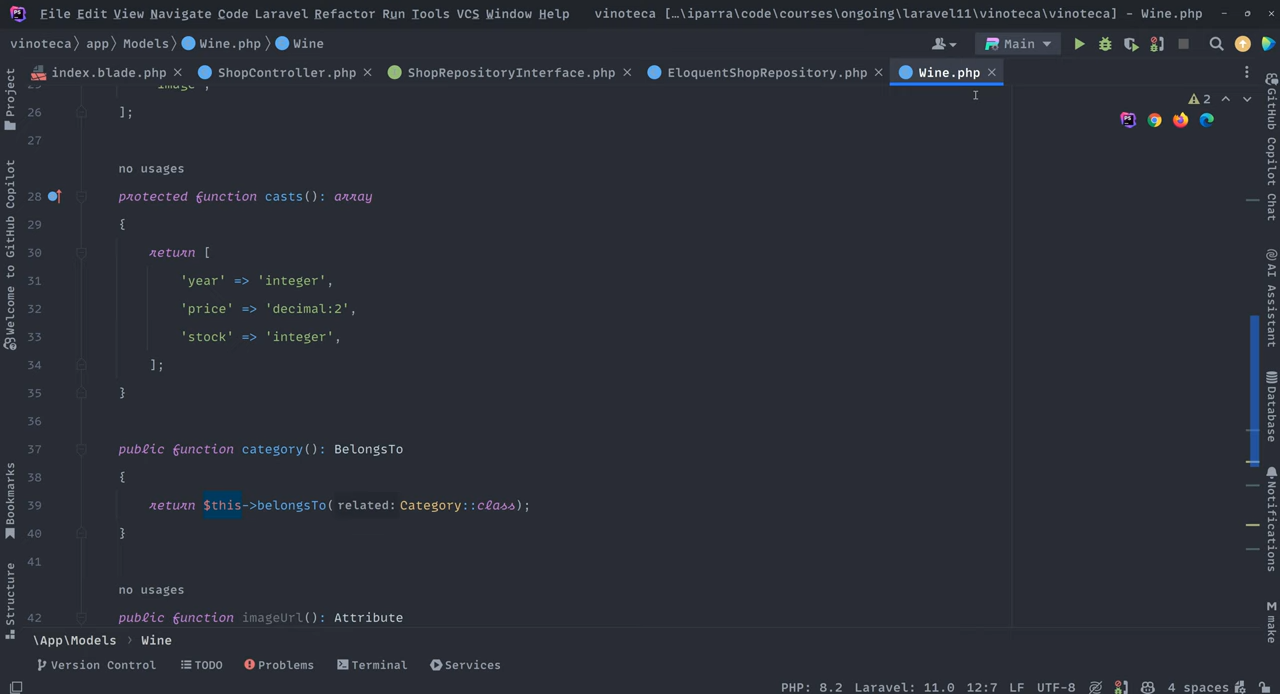 File Edit View Navigate Code Laravel Refactor Run Tools VCS Window Help vinoteca [...\iparra\code\courses\ongoing\laravel11\vinoteca\vinoteca] - Wine.php
vinoteca app Models Wine.php Wine
Main
index.blade.php ShopController.php ShopRepositoryInterface.php EloquentShopRepository.php Wine.php
2
'image',
26 ];
27
no usages
28 protected function casts(): array
29 {
30 return [
31 'year' => 'integer',
32 'price' => 'decimal:2',
33 'stock' => 'integer',
34 ];
35 }
36
37 public function category(): BelongsTo
38 {
39 return $this->belongsTo( related: Category::class);
40 }
41
no usages
42 public function imageUrl(): Attribute
\App\Models › Wine
Version Control TODO Problems Terminal Services
PHP: 8.2 Laravel: 11.0 12:7 LF UTF-8 4 spaces
Project
Welcome to GitHub Copilot
Bookmarks
Structure
GitHub Copilot Chat
AI Assistant
Database
Notifications
M make